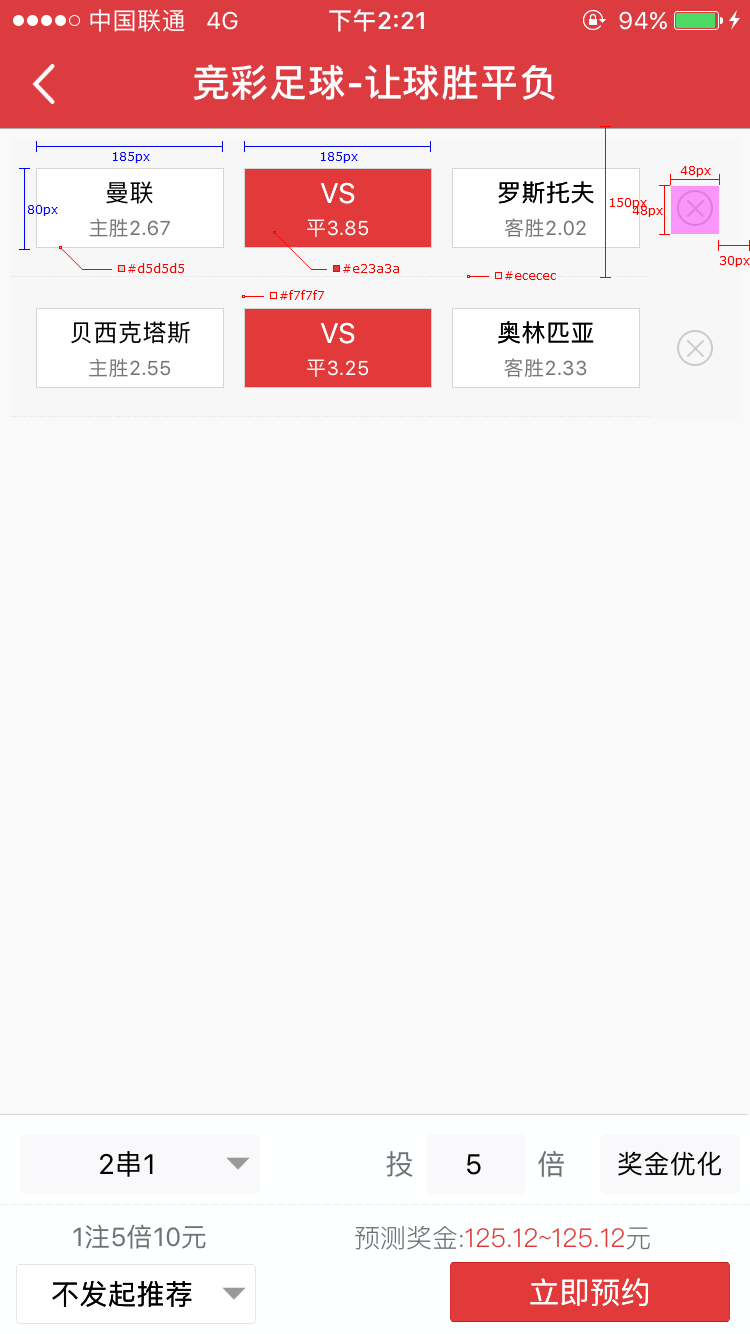 中国联通 4G 下午2:21 94%
竞彩足球-让球胜平负
185px 185px
48px
曼联 VS 罗斯托夫
80px 150px 48px
主胜2.67 平3.85 客胜2.02
30px
#d5d5d5 #e23a3a #ececec
#f7f7f7
贝西克塔斯 VS 奥林匹亚
主胜2.55 平3.25 客胜2.33
2串1 投 5 倍 奖金优化
1注5倍10元 预测奖金:125.12~125.12元
不发起推荐 立即预约